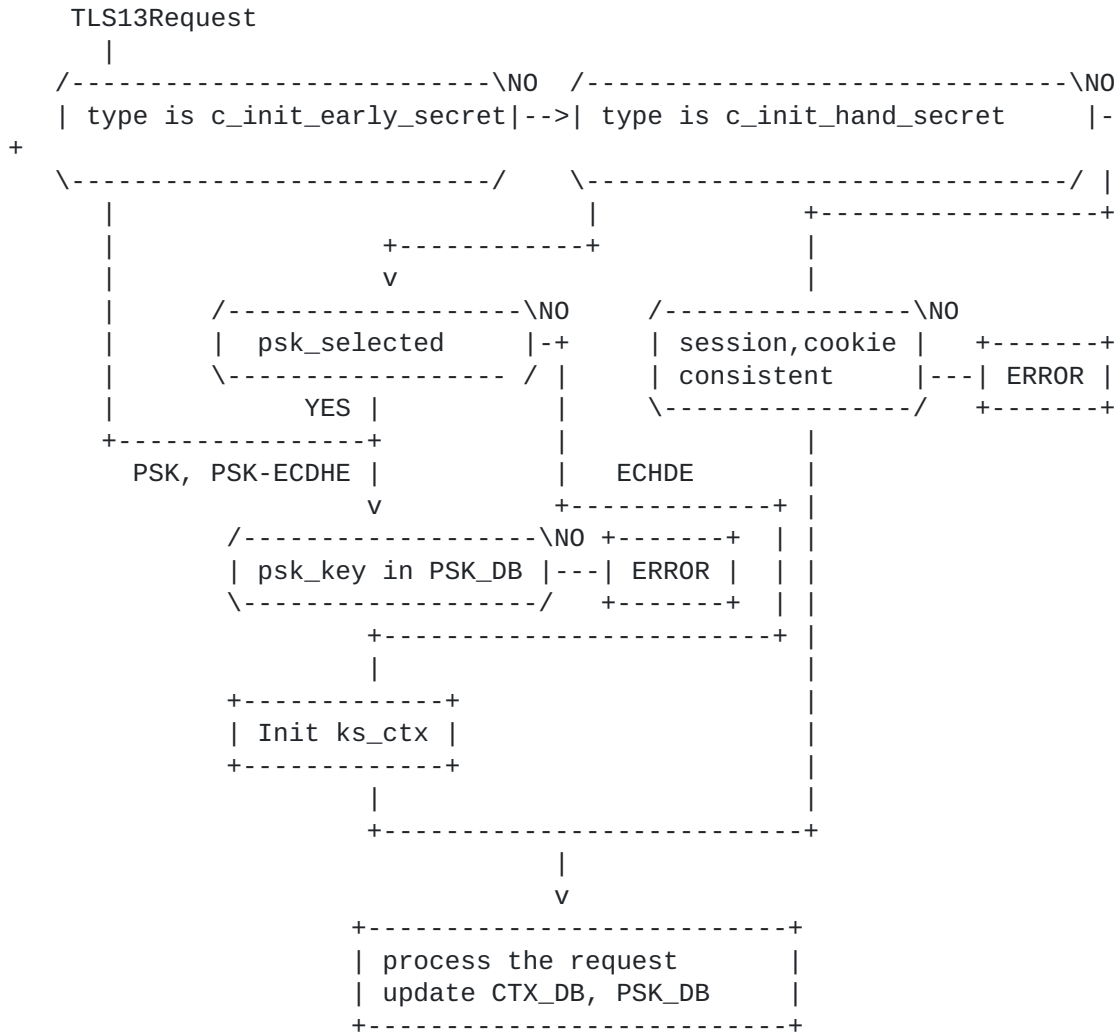 TLS13Request
NO NO
type is c_init_early_secret type is c_init_hand_secret
NO NO
psk_selected session,cookie
consistent ERROR
YES
PSK, PSK-ECDHE ECHDE
NO
psk_key in PSK_DB ERROR
Init ks_ctx
process the request
update CTX_DB, PSK_DB